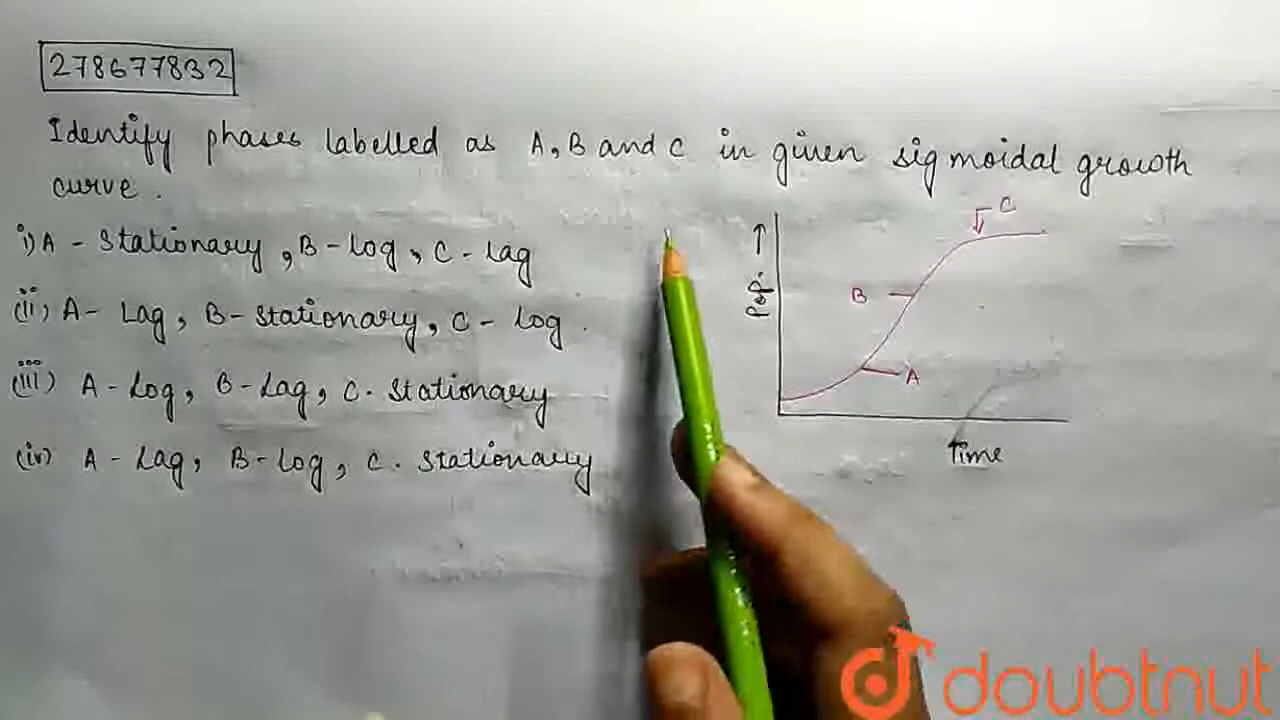 278677832
Identify phases labelled as A, B and C in given sigmoidal growth
curve.
i) A - Stationary, B - Log, C - Lag
(ii) A - Lag, B - Stationary, C - Log.
(iii) A - Log, B - Lag, C. Stationary
(iv) A - Lag, B - Log, C. Stationary
C
B
A
Pop. →
Time
doubtnut